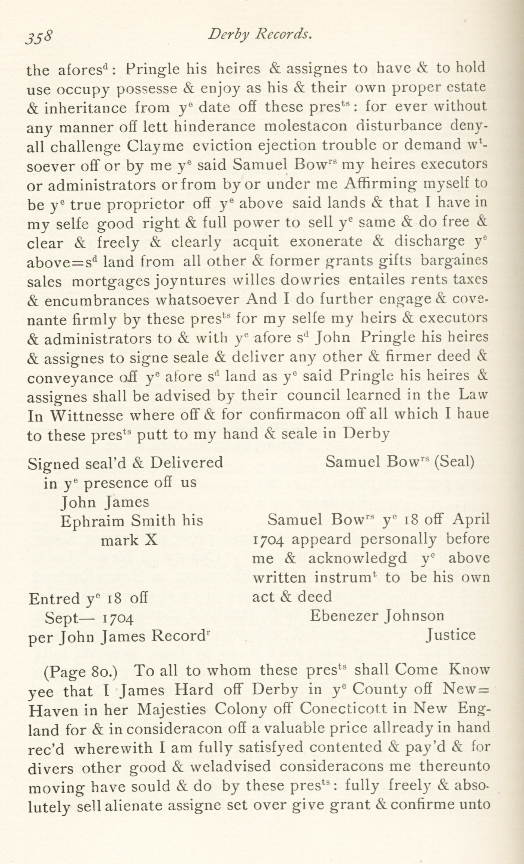 358 Derby Records.
the aforesᵈ: Pringle his heires & assignes to have & to hold
use occupy possesse & enjoy as his & their own proper estate
& inheritance from yᵉ date off these presᵗˢ: for ever without
any manner off lett hinderance molestacon disturbance deny-
all challenge Clayme eviction ejection trouble or demand wᵗ-
soever off or by me yᵉ said Samuel Bowʳˢ my heires executors
or administrators or from by or under me Affirming myself to
be yᵉ true proprietor off yᵉ above said lands & that I have in
my selfe good right & full power to sell yᵉ same & do free &
clear & freely & clearly acquit exonerate & discharge yᵉ
above=sᵈ land from all other & former grants gifts bargaines
sales mortgages joyntures willes dowries entailes rents taxes
& encumbrances whatsoever And I do further engage & cove-
nante firmly by these presᵗˢ for my selfe my heirs & executors
& administrators to & with yᵉ afore sᵈ John Pringle his heires
& assignes to signe seale & deliver any other & firmer deed &
conveyance off yᵉ afore sᵈ land as yᵉ said Pringle his heires &
assignes shall be advised by their council learned in the Law
In Wittnesse where off & for confirmacon off all which I haue
to these presᵗˢ putt to my hand & seale in Derby
Signed seal'd & Delivered
in yᵉ presence off us
John James
Ephraim Smith his
mark X
Entred yᵉ 18 off
Sept— 1704
per John James Recordʳ
Samuel Bowʳˢ (Seal)
Samuel Bowʳˢ yᵉ 18 off April
1704 appeard personally before
me & acknowledgd yᵉ above
written instrumᵗ to be his own
act & deed
Ebenezer Johnson
Justice
(Page 80.) To all to whom these presᵗˢ shall Come Know
yee that I James Hard off Derby in yᵉ County off New=
Haven in her Majesties Colony off Conecticott in New Eng-
land for & in consideracon off a valuable price allready in hand
rec'd wherewith I am fully satisfyed contented & pay'd & for
divers other good & weladvised consideracons me thereunto
moving have sould & do by these presᵗˢ: fully freely & abso-
lutely sell alienate assigne set over give grant & confirme unto